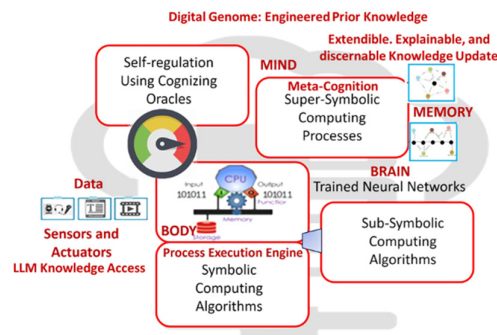 Digital Genome: Engineered Prior Knowledge
Extendible. Explainable, and
discernable Knowledge Update
Self-regulation
Using Cognizing
Oracles
MIND
Meta-Cognition
Super-Symbolic
Computing
Processes
MEMORY
BRAIN
Trained Neural Networks
Data
CPU
Input
101011
Output
101011
Function
Memory
Storage
BODY
Sensors and
Actuators
LLM Knowledge Access
Process Execution Engine
Symbolic
Computing
Algorithms
Sub-Symbolic
Computing
Algorithms